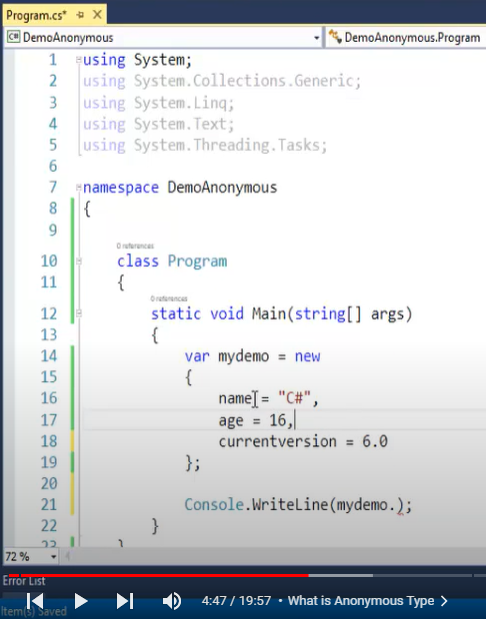 Program.cs*
DemoAnonymous
DemoAnonymous.Program
1 using System;
2 using System.Collections.Generic;
3 using System.Linq;
4 using System.Text;
5 using System.Threading.Tasks;
6
7 namespace DemoAnonymous
8 {
9
0 references
10 class Program
11 {
0 references
12 static void Main(string[] args)
13 {
14 var mydemo = new
15 {
16 name = "C#",
17 age = 16,
18 currentversion = 6.0
19 };
20
21 Console.WriteLine(mydemo.);
22 }
23 }
72 %
Error List
4:47 / 19:57 • What is Anonymous Type
Item(s) Saved